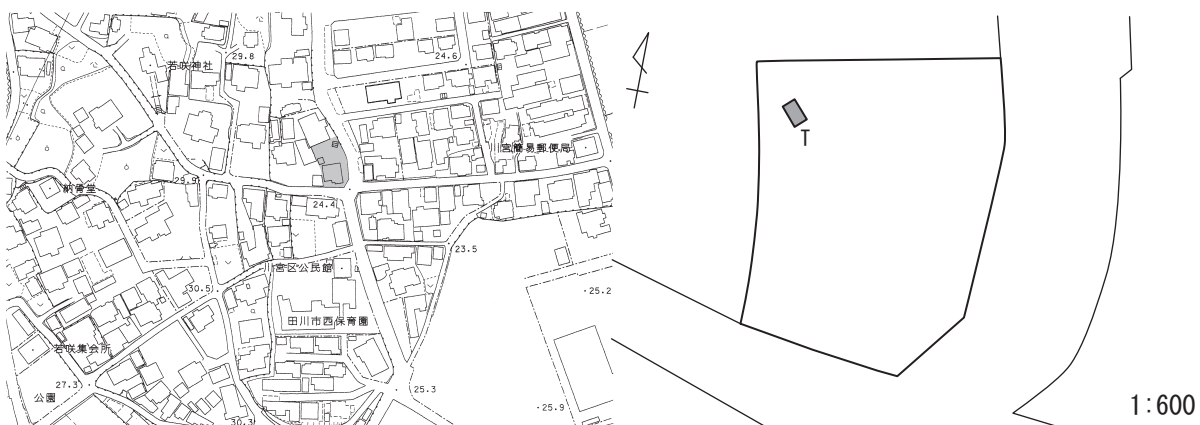 29.8
若咲神社
24.6
川宮簡易郵便局
29.9
納骨堂
24.4
23.5
川宮区公民館
30.5
25.2
田川市西保育園
若咲集会所
27.3
公園
25.3
25.9
30.3
T
1:600